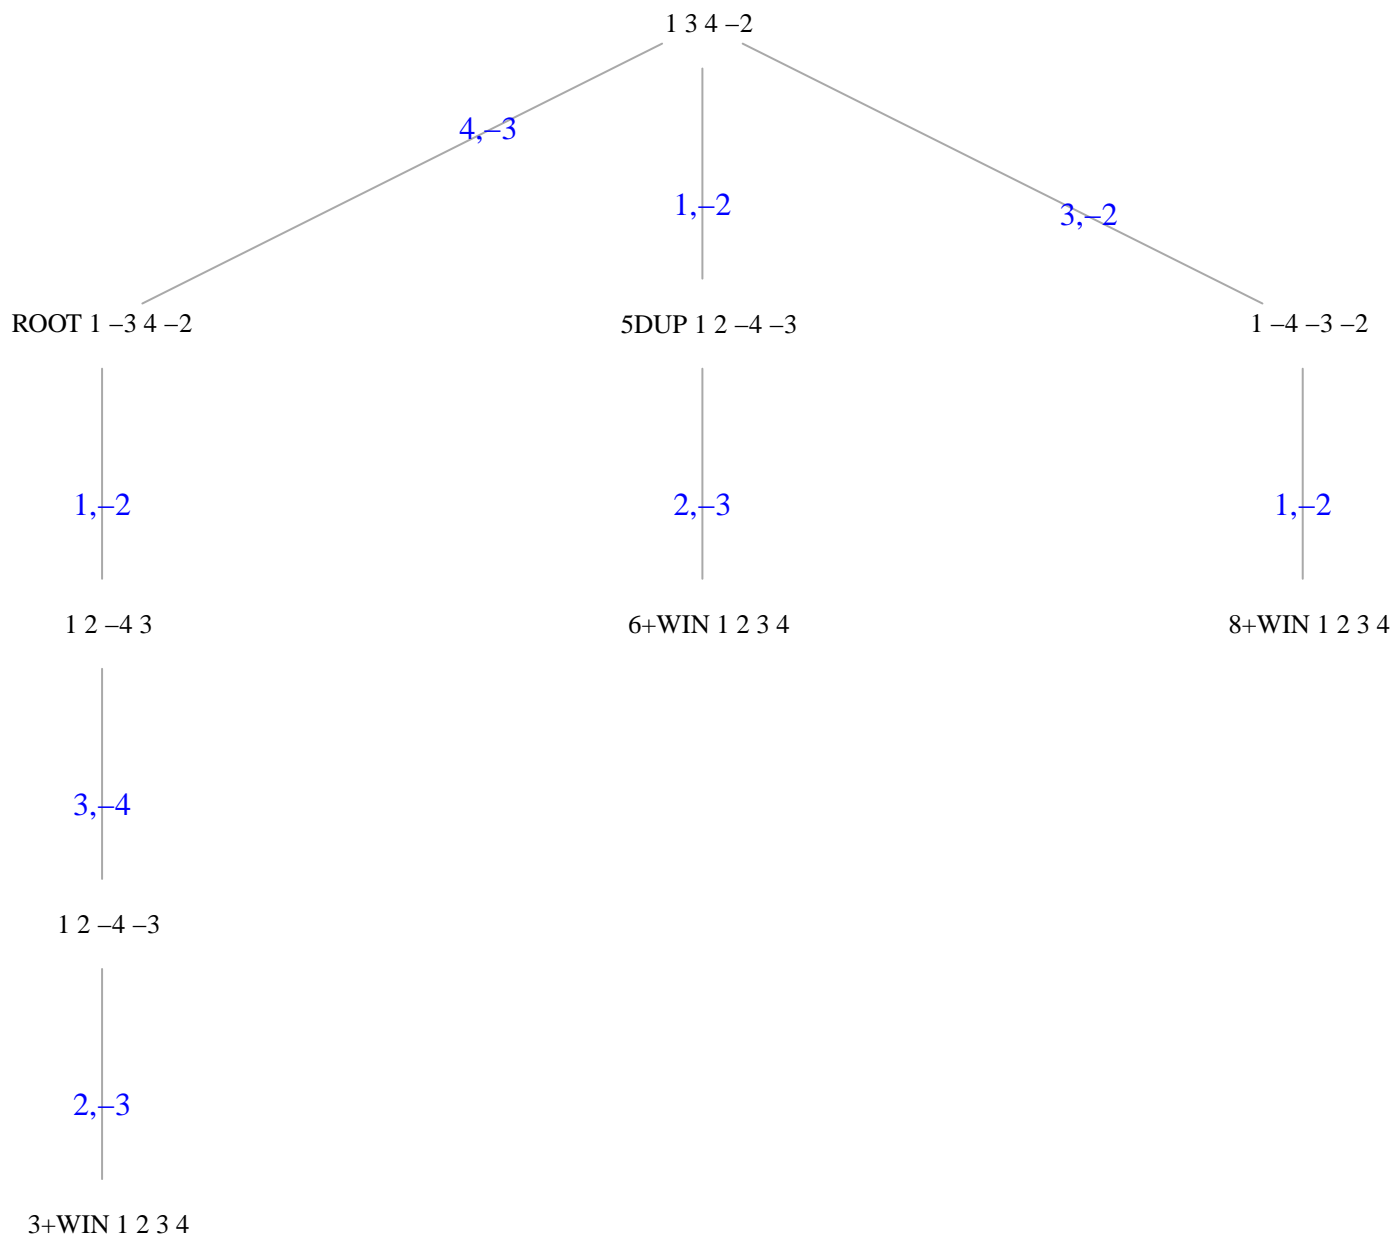 1 3 4 –2
4,–3
1,–2
3,–2
ROOT 1 –3 4 –2
5DUP 1 2 –4 –3
1 –4 –3 –2
1,–2
2,–3
1,–2
1 2 –4 3
6+WIN 1 2 3 4
8+WIN 1 2 3 4
3,–4
1 2 –4 –3
2,–3
3+WIN 1 2 3 4